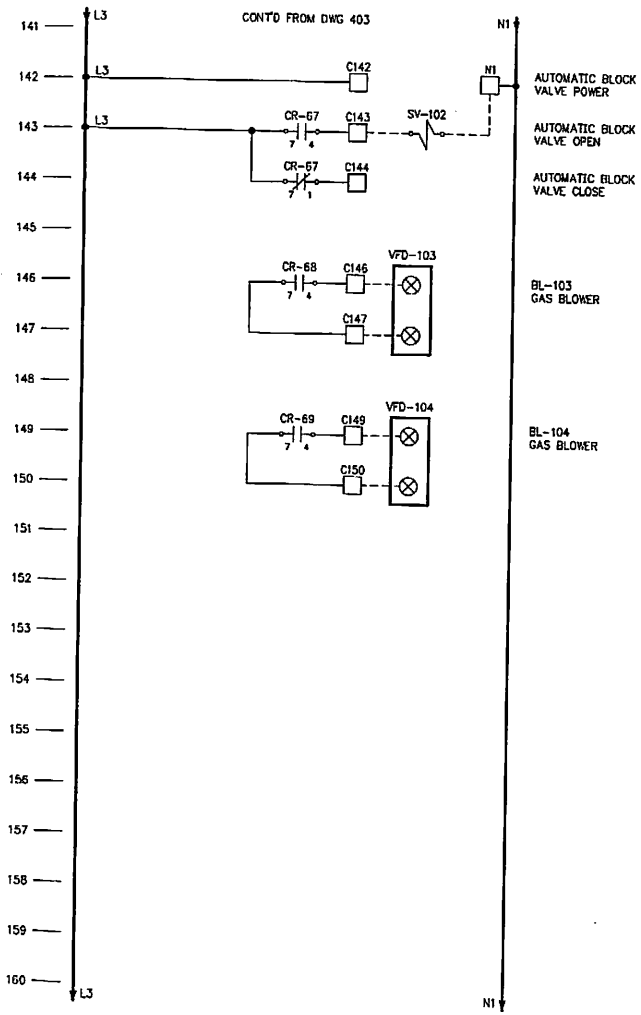 L3
CONT'D FROM DWG 403
N1
141
142
L3
C142
N1
AUTOMATIC BLOCK
VALVE POWER
143
L3
CR-67
7 4
C143
SV-102
AUTOMATIC BLOCK
VALVE OPEN
144
CR-67
7 1
C144
AUTOMATIC BLOCK
VALVE CLOSE
145
146
CR-68
7 4
C146
VFD-103
BL-103
GAS BLOWER
147
C147
148
149
CR-69
7 4
C149
VFD-104
BL-104
GAS BLOWER
150
C150
151
152
153
154
155
156
157
158
159
160
L3
N1